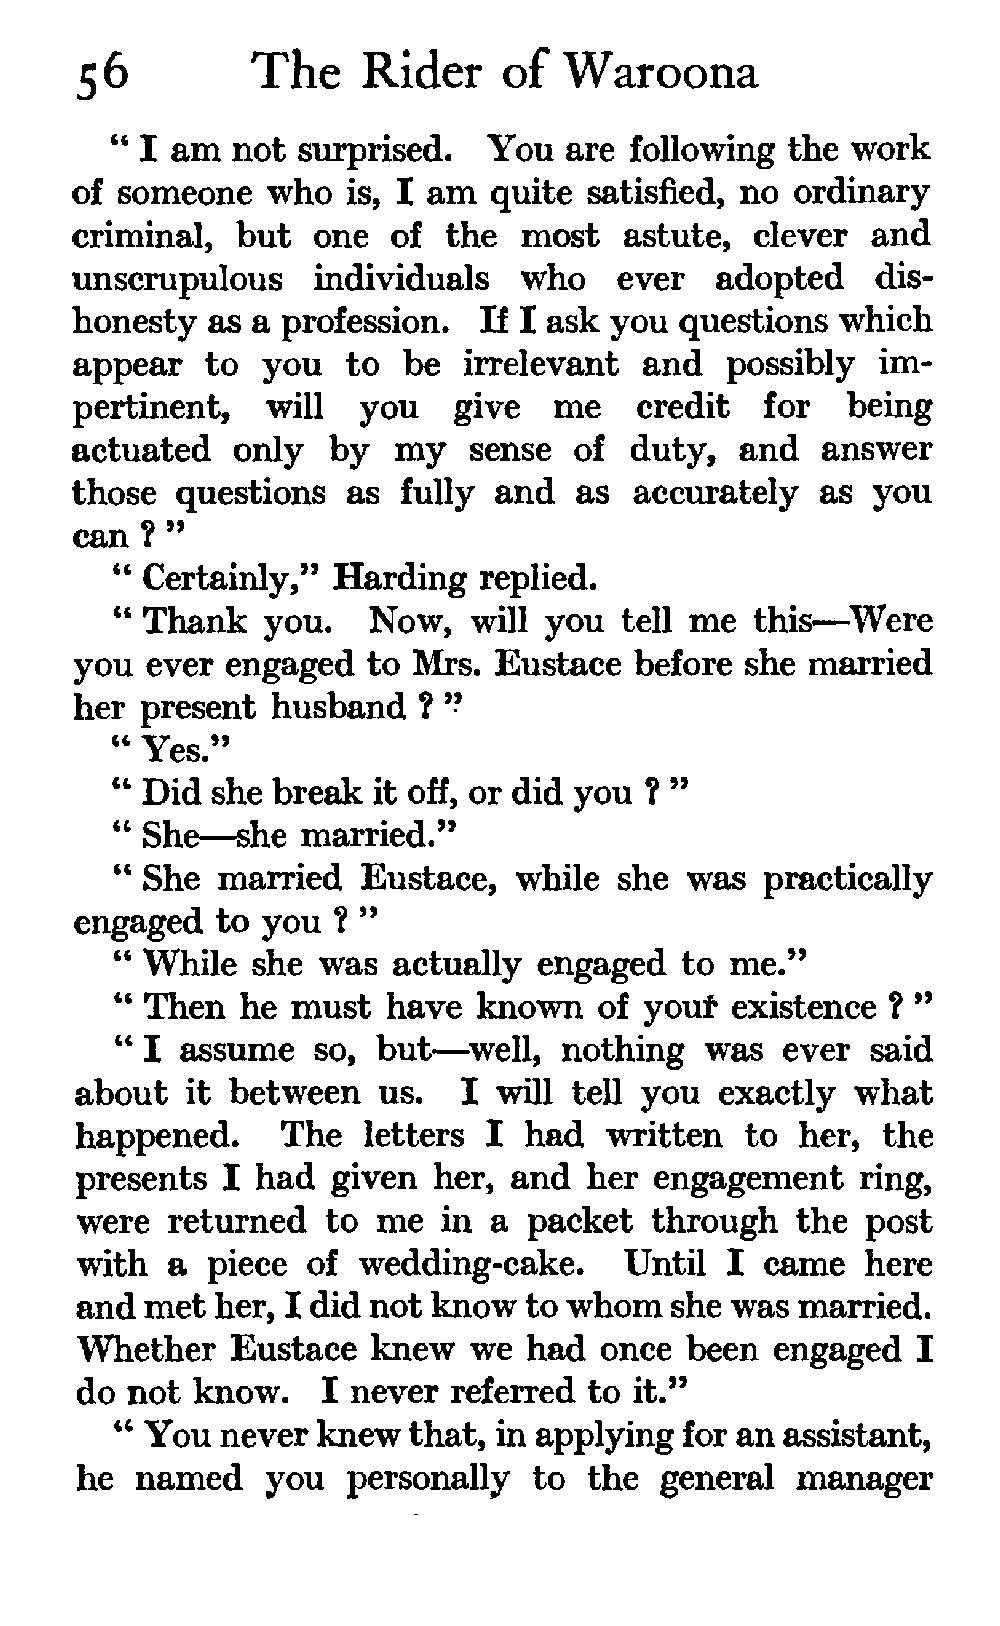 56 The Rider of Waroona
“ I am not surprised. You are following the work
of someone who is, I am quite satisfied, no ordinary
criminal, but one of the most astute, clever and
unscrupulous individuals who ever adopted dis-
honesty as a profession. If I ask you questions which
appear to you to be irrelevant and possibly im-
pertinent, will you give me credit for being
actuated only by my sense of duty, and answer
those questions as fully and as accurately as you
can ? ”
“ Certainly,” Harding replied.
“ Thank you. Now, will you tell me this—Were
you ever engaged to Mrs. Eustace before she married
her present husband ? ”
“ Yes.”
“ Did she break it off, or did you ? ”
“ She—she married.”
“ She married Eustace, while she was practically
engaged to you ? ”
“ While she was actually engaged to me.”
“ Then he must have known of your existence ? ”
“ I assume so, but—well, nothing was ever said
about it between us. I will tell you exactly what
happened. The letters I had written to her, the
presents I had given her, and her engagement ring,
were returned to me in a packet through the post
with a piece of wedding-cake. Until I came here
and met her, I did not know to whom she was married.
Whether Eustace knew we had once been engaged I
do not know. I never referred to it.”
“ You never knew that, in applying for an assistant,
he named you personally to the general manager